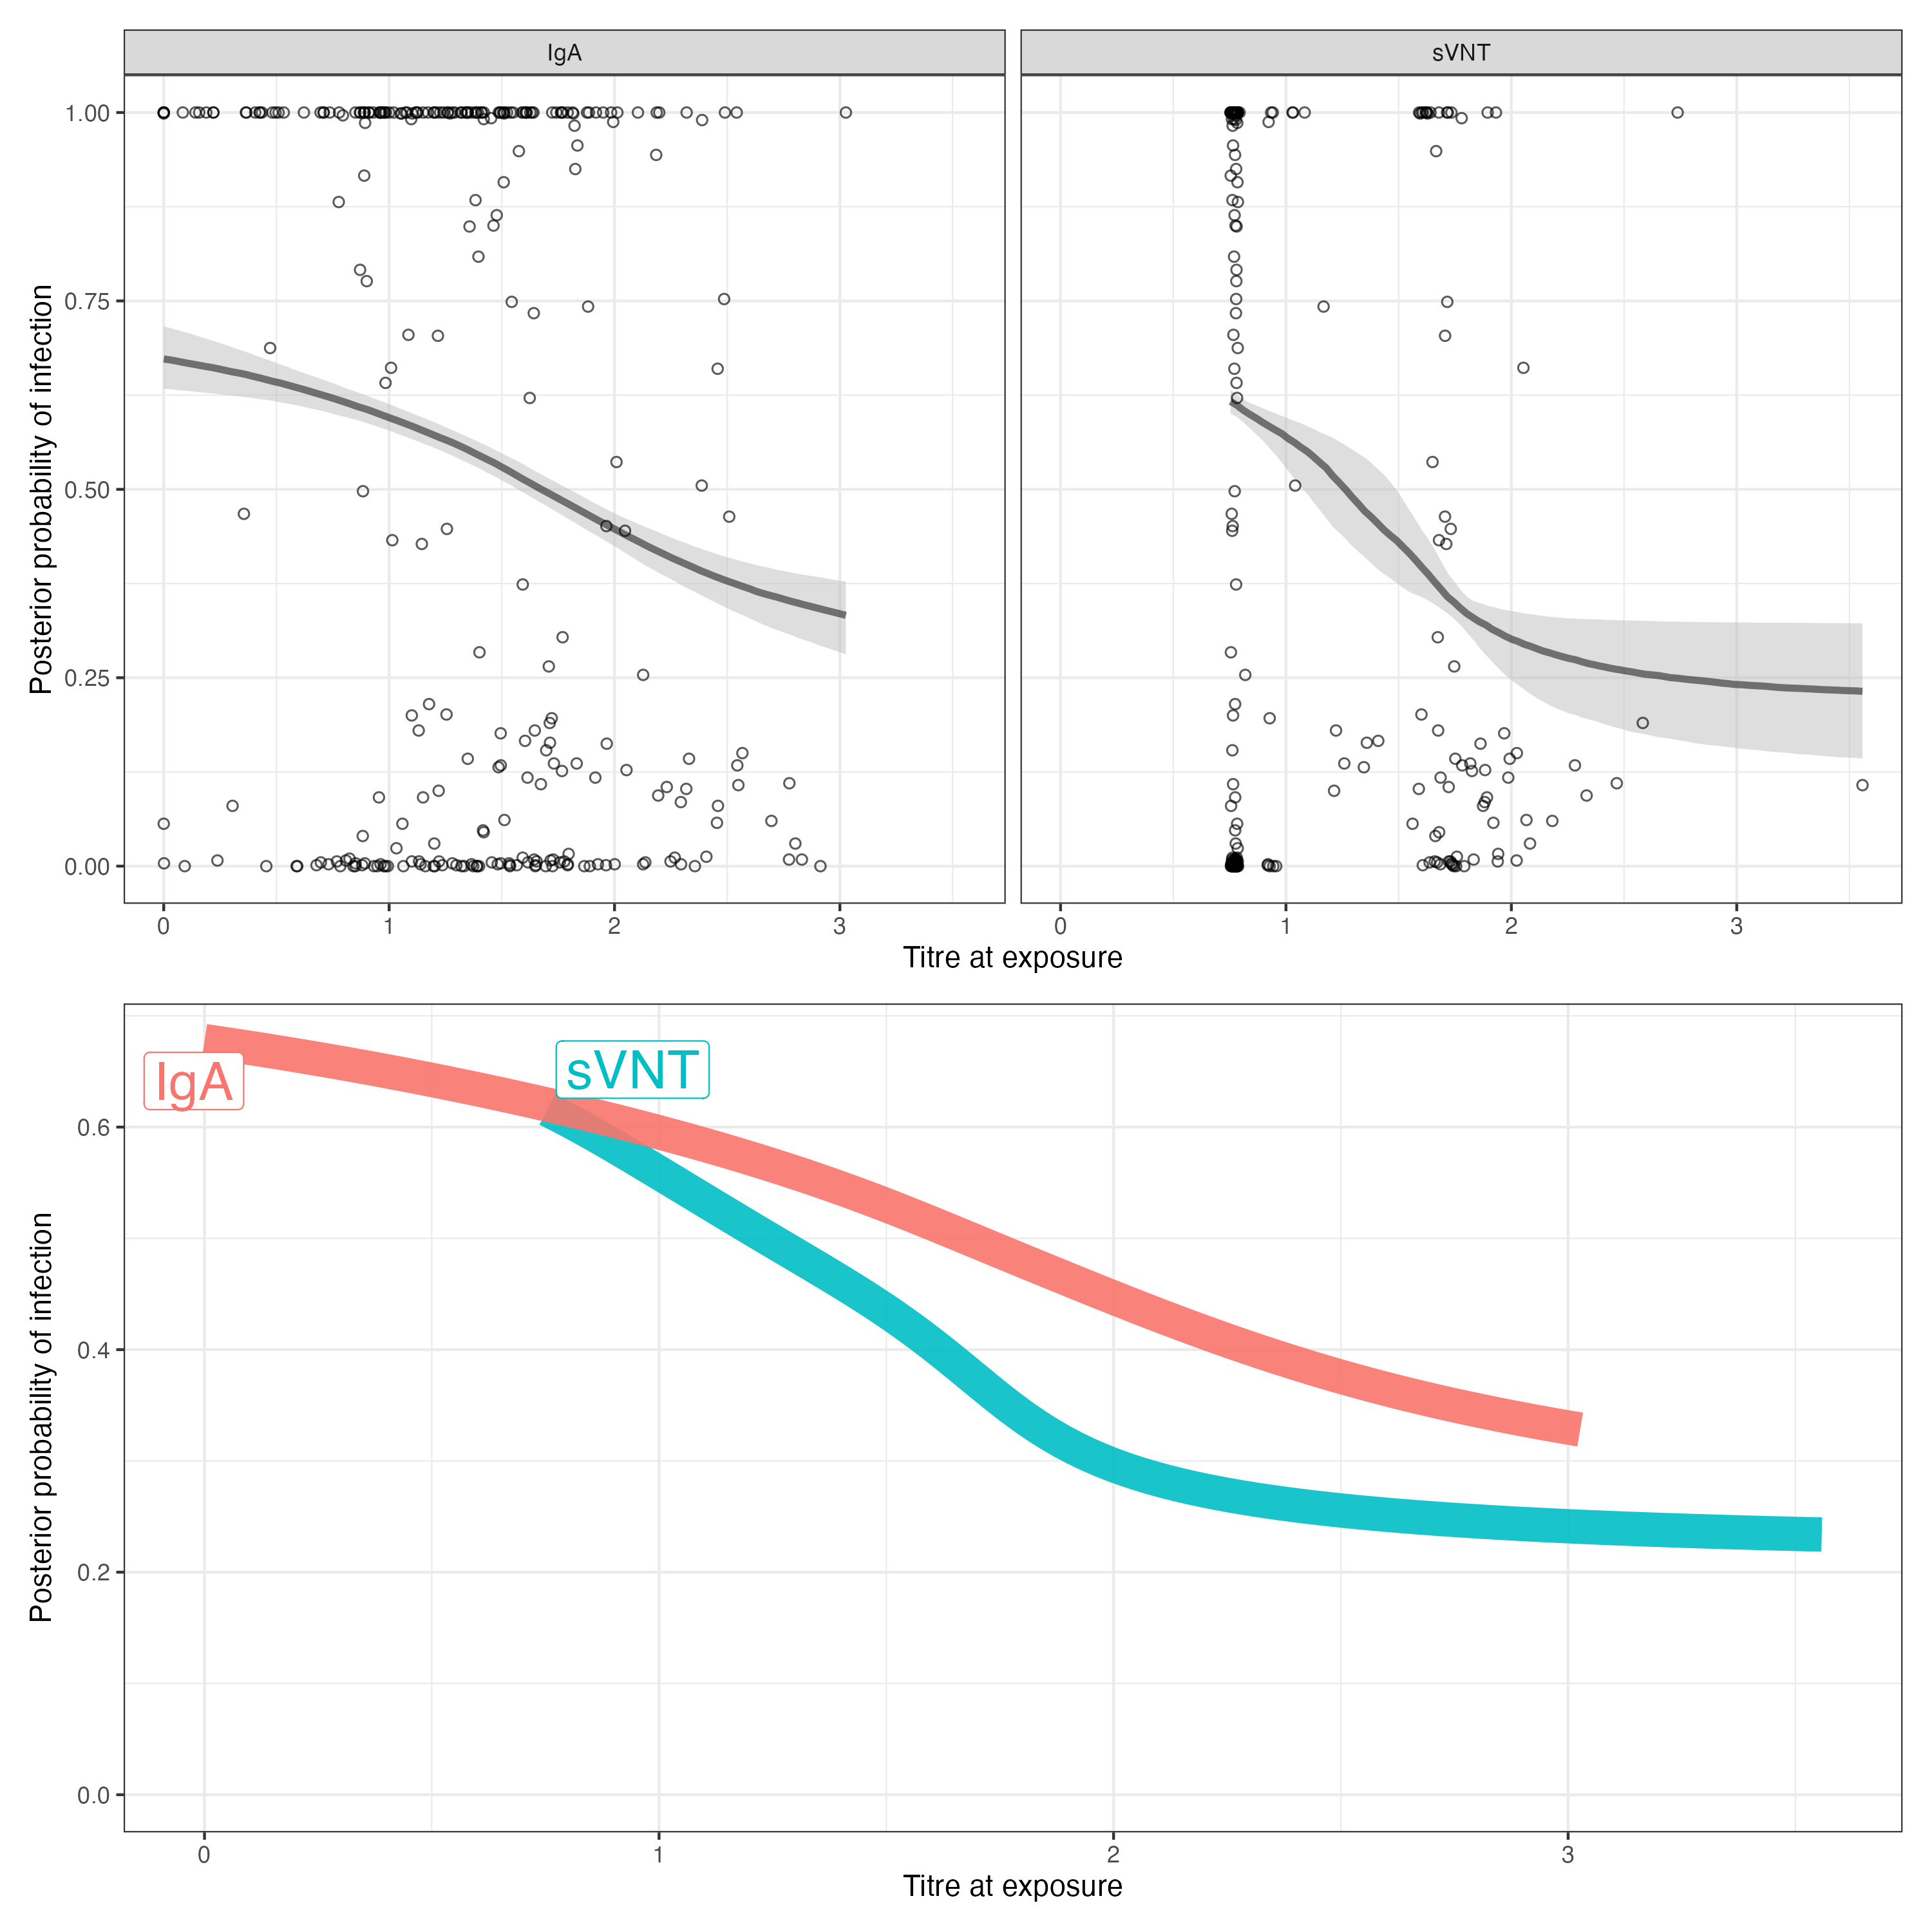 IgA
sVNT
Posterior probability of infection
1.00
0.75
0.50
0.25
0.00
0 1 2 3
0 1 2 3
Titre at exposure
Posterior probability of infection
IgA
sVNT
0.6
0.4
0.2
0.0
0 1 2 3
Titre at exposure